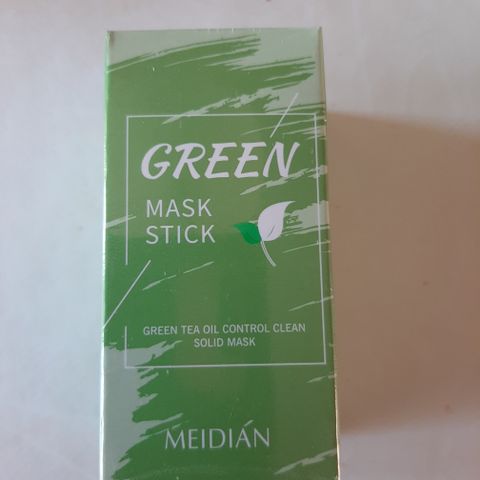 GREEN
MASK
STICK
GREEN TEA OIL CONTROL CLEAN
SOLID MASK
MEIDIÁN